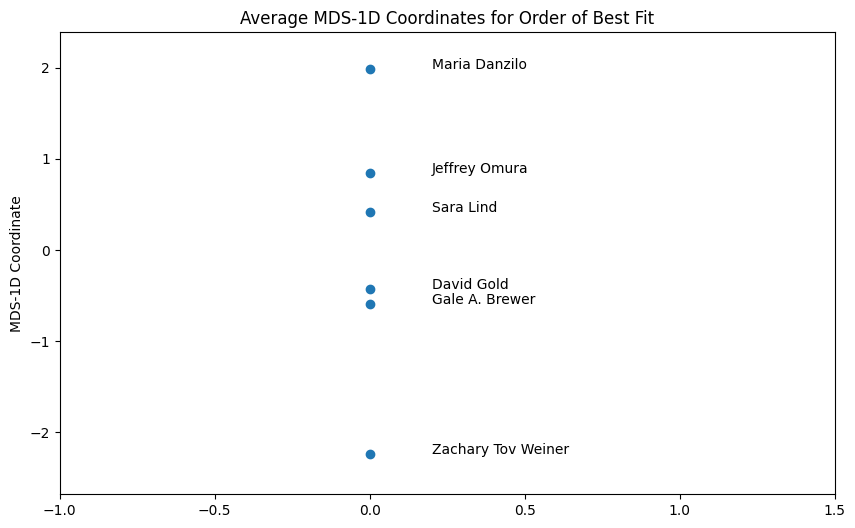 Average MDS-1D Coordinates for Order of Best Fit
2
Maria Danzilo
1
Jeffrey Omura
Sara Lind
0
David Gold
Gale A. Brewer
−1
−2
Zachary Tov Weiner
MDS-1D Coordinate
−1.0
−0.5
0.0
0.5
1.0
1.5